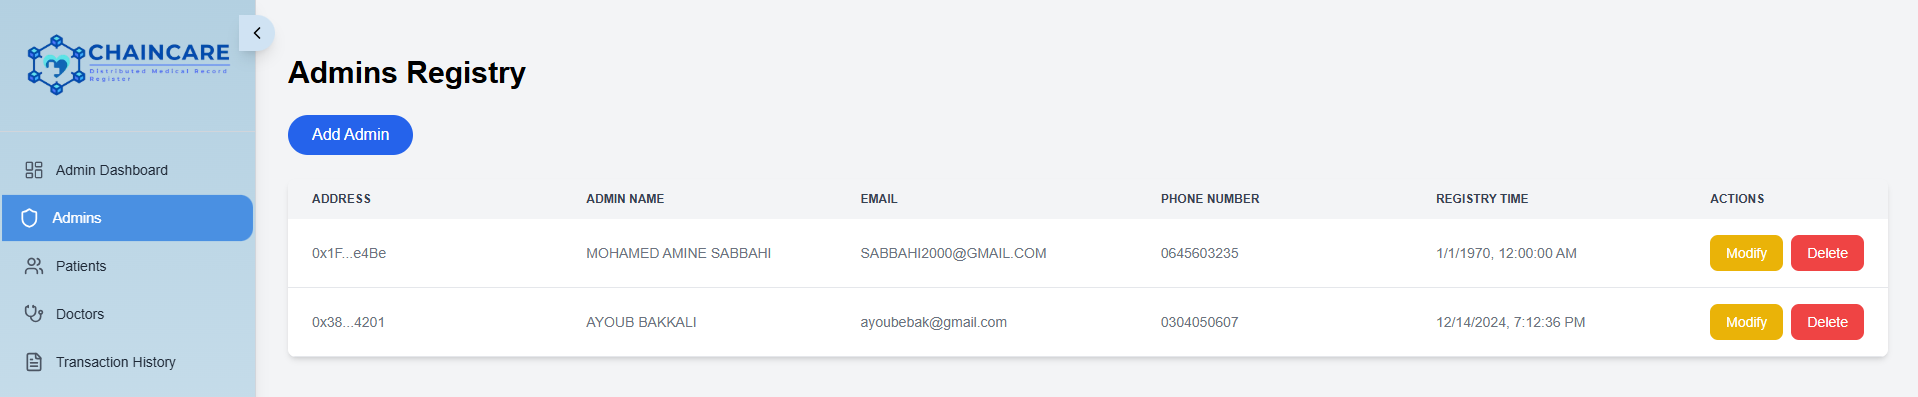 CHAINCARE
Distributed Medical Record
Register
Admin Dashboard
Admins
Patients
Doctors
Transaction History
Admins Registry
Add Admin
ADDRESS ADMIN NAME EMAIL PHONE NUMBER REGISTRY TIME ACTIONS
0x1F...e4Be MOHAMED AMINE SABBAHI SABBAHI2000@GMAIL.COM 0645603235 1/1/1970, 12:00:00 AM Modify Delete
0x38...4201 AYOUB BAKKALI ayoubebak@gmail.com 0304050607 12/14/2024, 7:12:36 PM Modify Delete